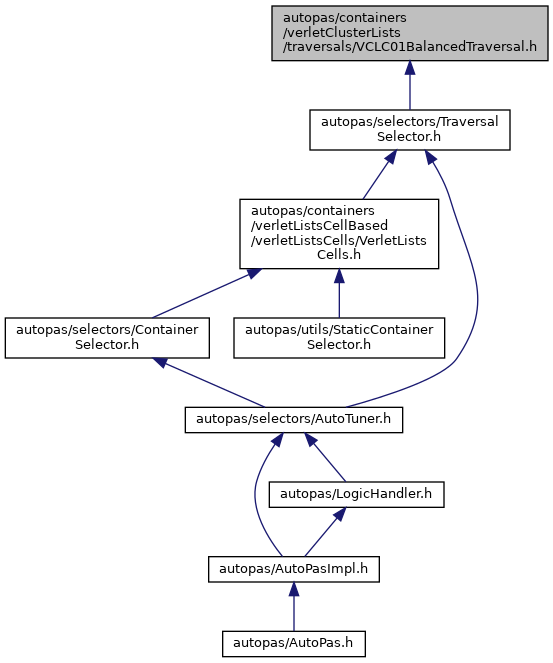 autopas/containers
/verletClusterLists
/traversals/VCLC01BalancedTraversal.h
autopas/selectors/Traversal
Selector.h
autopas/containers
/verletListsCellBased
/verletListsCells/VerletLists
Cells.h
autopas/selectors/Container
Selector.h
autopas/utils/StaticContainer
Selector.h
autopas/selectors/AutoTuner.h
autopas/LogicHandler.h
autopas/AutoPasImpl.h
autopas/AutoPas.h